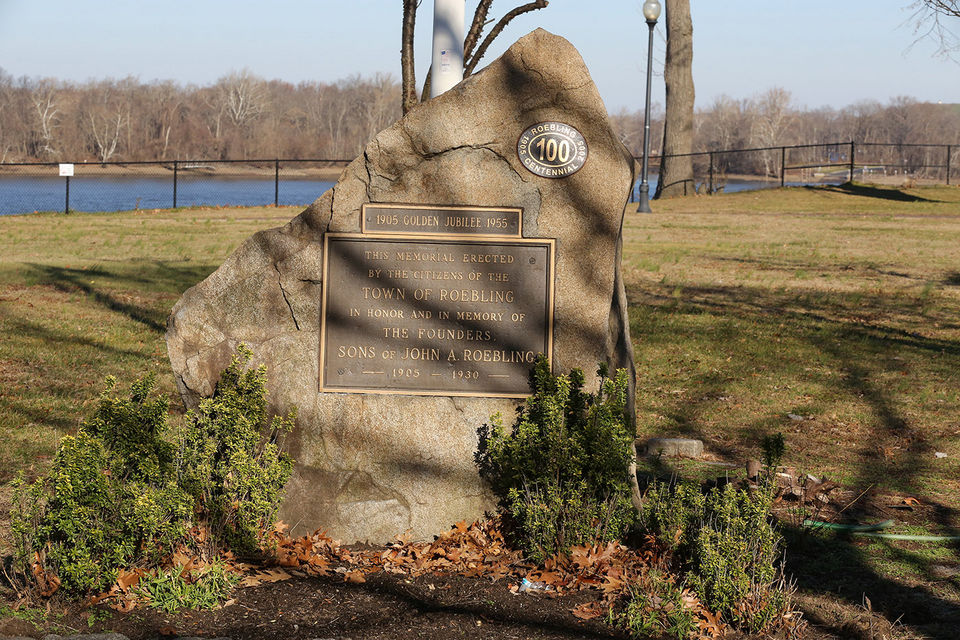 ROEBLING
1905 100 2005
CENTENNIAL
1905 GOLDEN JUBILEE 1955
THIS MEMORIAL ERECTED
BY THE CITIZENS OF THE
TOWN OF ROEBLING
IN HONOR AND IN MEMORY OF
THE FOUNDERS,
SONS OF JOHN A. ROEBLING
— 1905 — 1930 —